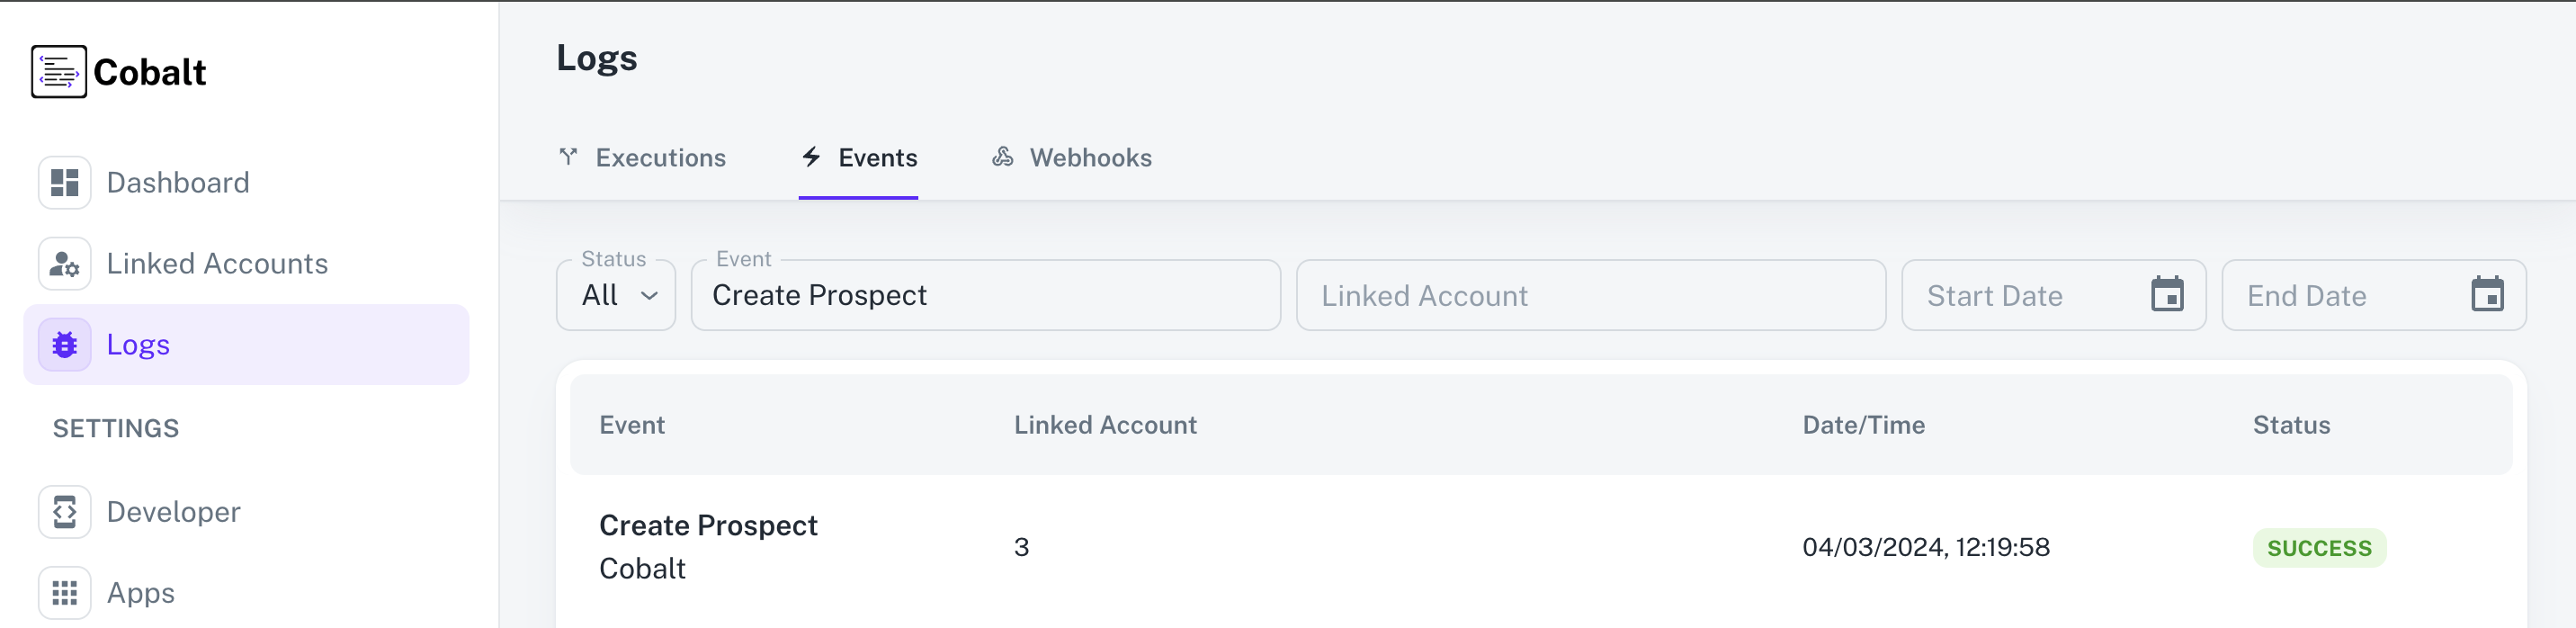 Cobalt
Dashboard
Linked Accounts
Logs
SETTINGS
Developer
Apps
Logs
Executions Events Webhooks
Status Event
All Create Prospect Linked Account Start Date End Date
Event Linked Account Date/Time Status
Create Prospect
Cobalt
3 04/03/2024, 12:19:58 SUCCESS